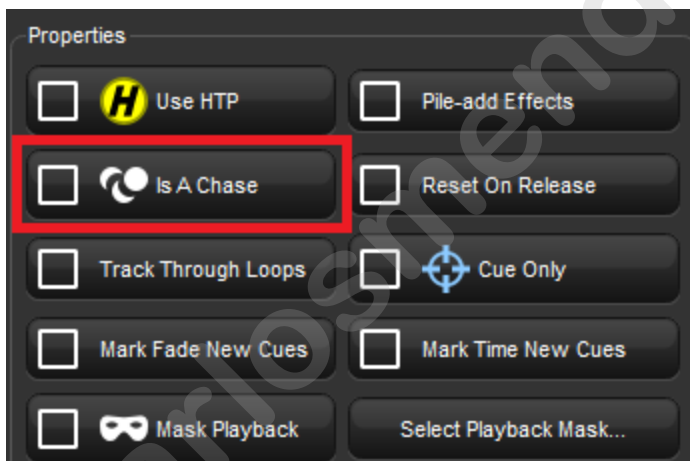 Properties
H Use HTP
Pile-add Effects
Is A Chase
Reset On Release
Track Through Loops
Cue Only
Mark Fade New Cues
Mark Time New Cues
Mask Playback
Select Playback Mask...
arlosmend